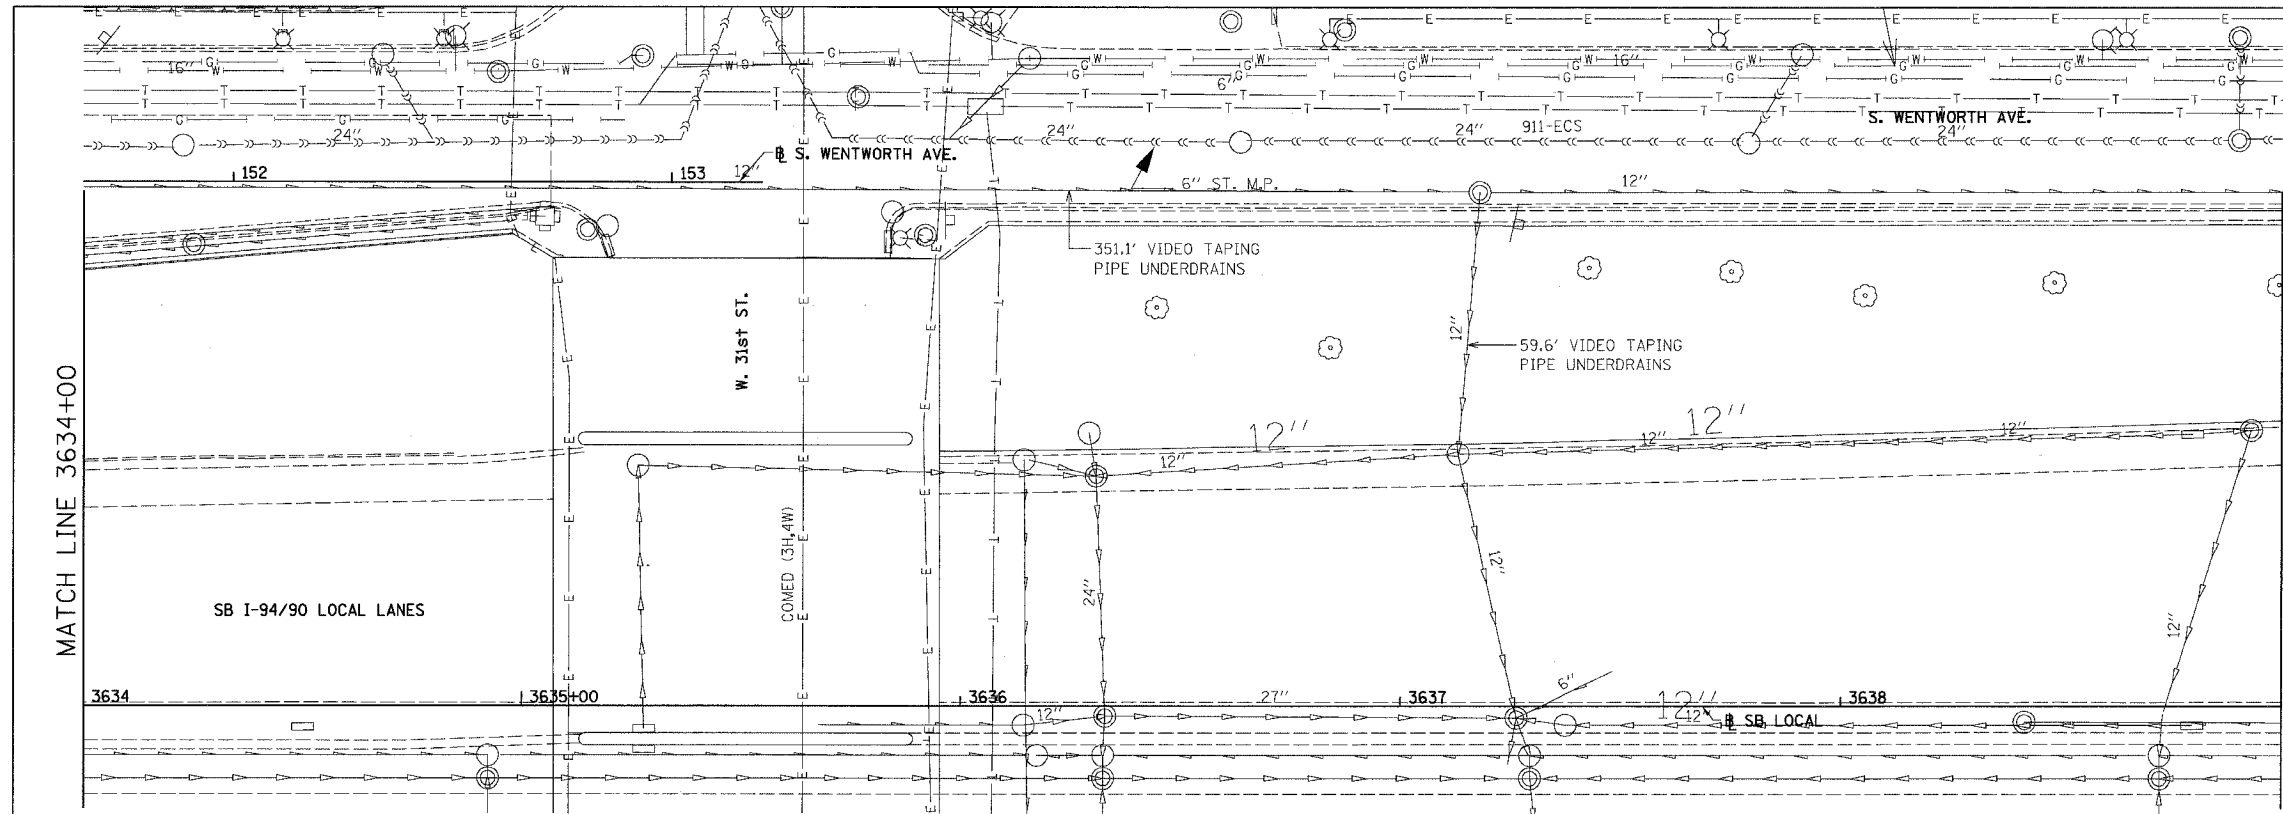 E E E E E E E E E E E E E E
16" G W G W G W W G G W G W G W G W 16" G W G W G W
G G 6" G G G G G G
T T T T T T T T T T T T T T T T T T T T T T T T T
G G G
24" 24" 24" 911-ECS 24"
S. WENTWORTH AVE.
℄ S. WENTWORTH AVE.
152 153 12" 6" ST. M.P. 12"
351.1' VIDEO TAPING
PIPE UNDERDRAINS
W. 31st ST.
12"
59.6' VIDEO TAPING
PIPE UNDERDRAINS
MATCH LINE 3634+00
12" 12"
12" 12" 12"
COMED (3H,4W)
24"
12"
12"
SB I-94/90 LOCAL LANES
6"
3634 3635+00 3636 27" 3637 3638
12" 12" 12" ℄ SB LOCAL